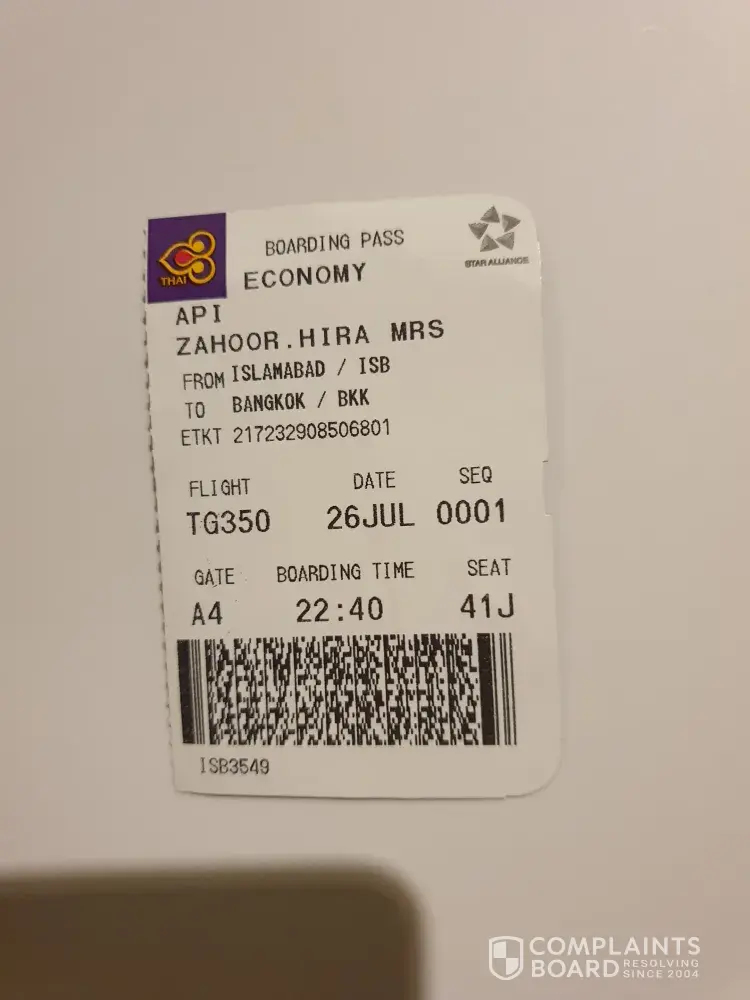 BOARDING PASS
ECONOMY
THAI
STAR ALLIANCE
API
ZAHOOR.HIRA MRS
FROM ISLAMABAD / ISB
TO BANGKOK / BKK
ETKT 217232908506801
FLIGHT DATE SEQ
TG350 26JUL 0001
GATE BOARDING TIME SEAT
A4 22:40 41J
ISB3549
COMPLAINTS
BOARD RESOLVING SINCE 2004